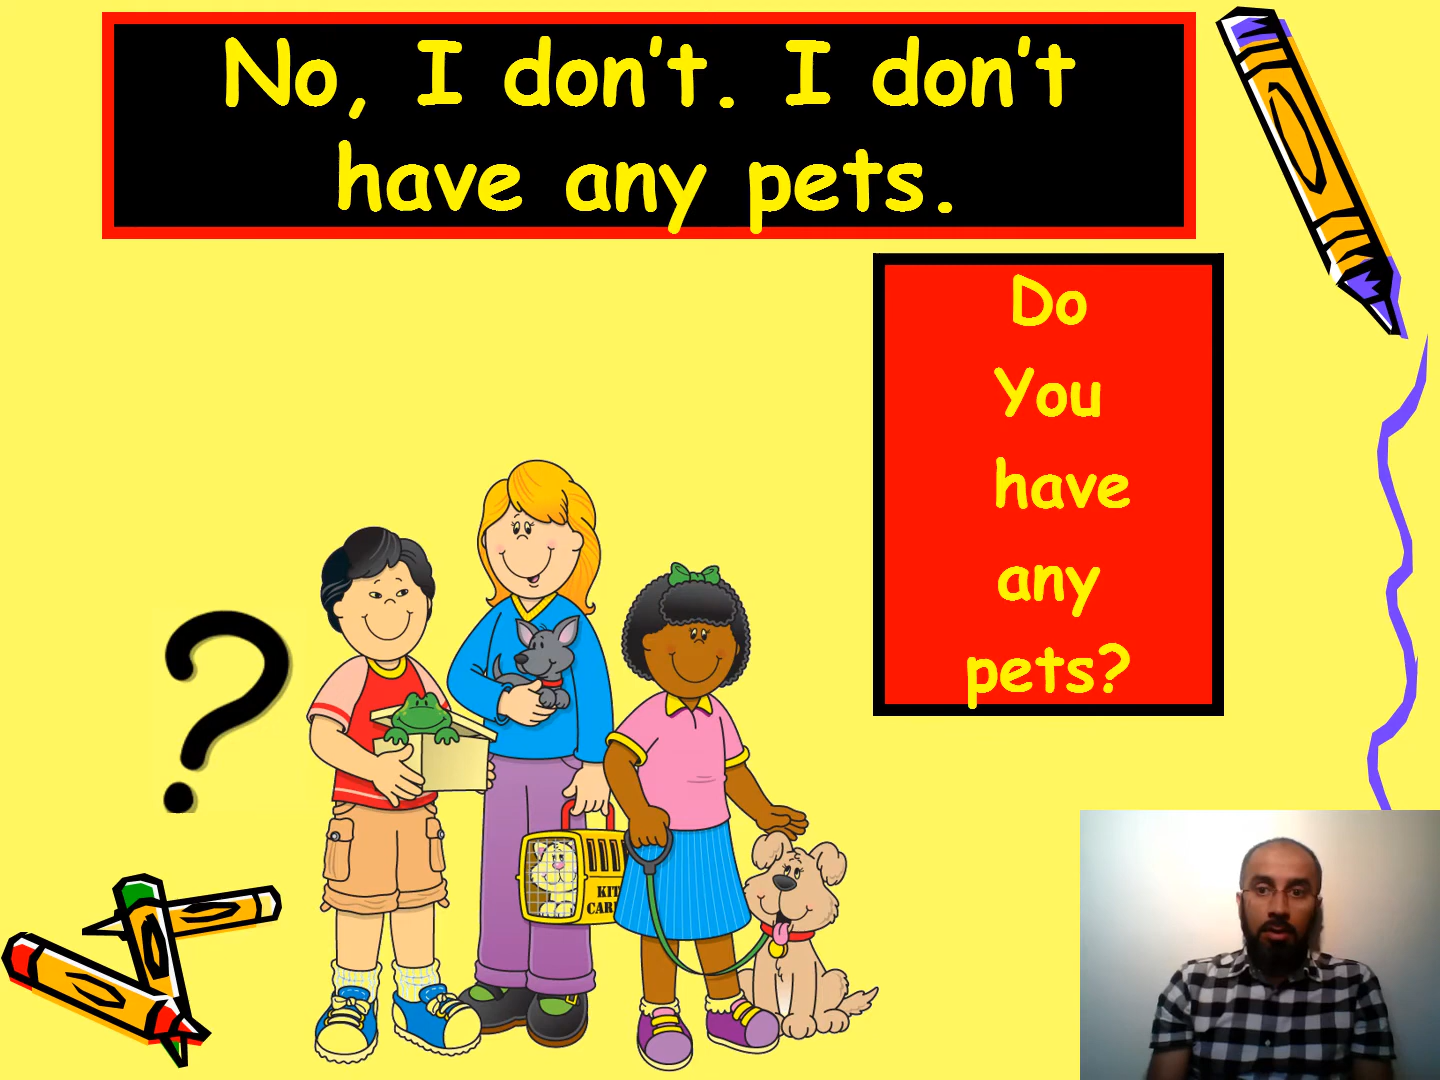 No, I don't. I don't
have any pets.
Do
You
have
any
pets?
?